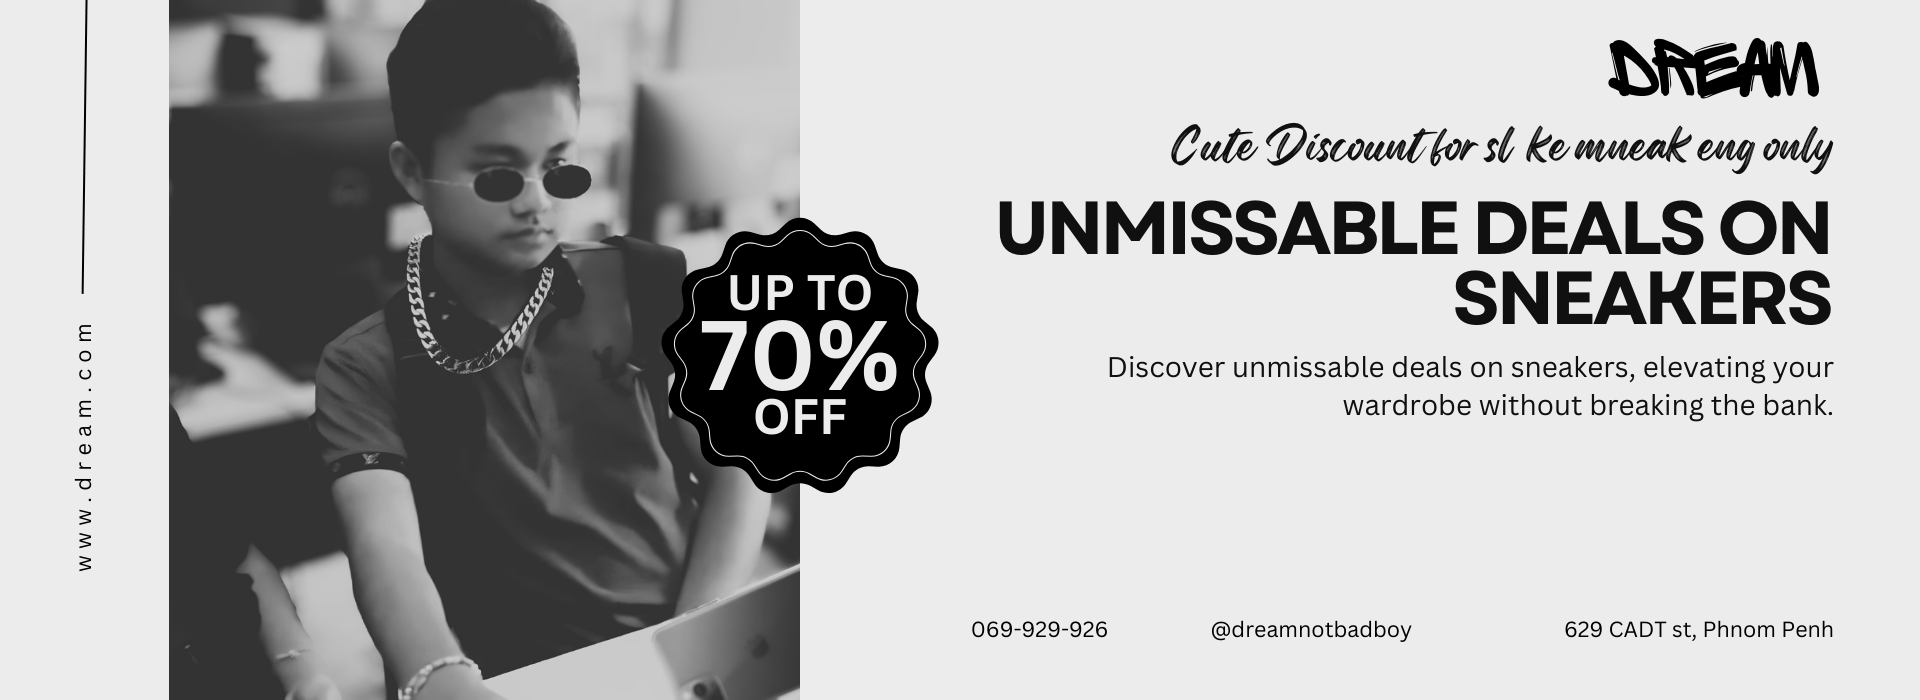 www.dream.com
UP TO
70%
OFF
DREAM
Cute Discount for sl ke mneak eng only
UNMISSABLE DEALS ON
SNEAKERS
Discover unmissable deals on sneakers, elevating your
wardrobe without breaking the bank.
069-929-926
@dreamnotbadboy
629 CADT st, Phnom Penh